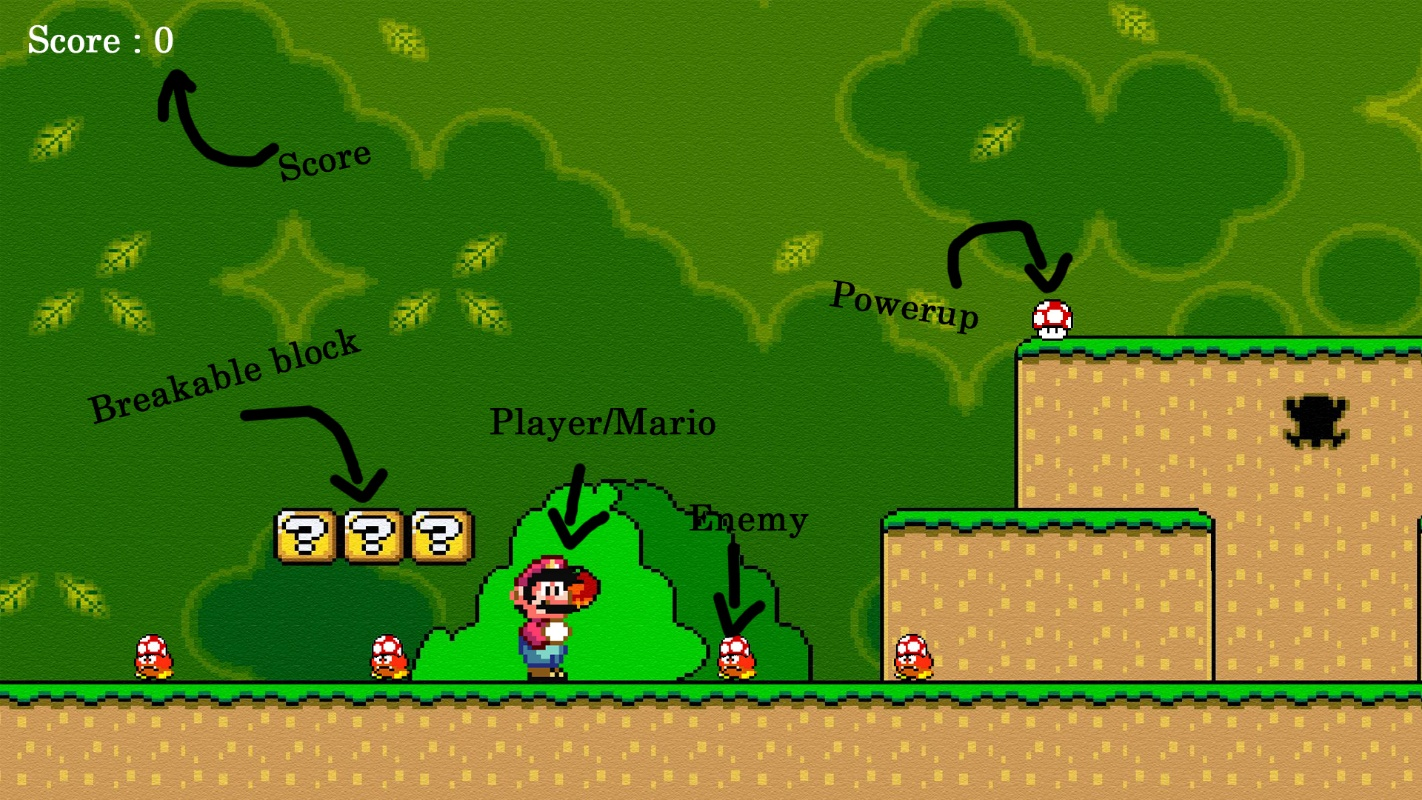 Score : 0
Score
Powerup
Breakable block
Player/Mario
Enemy
? ? ?